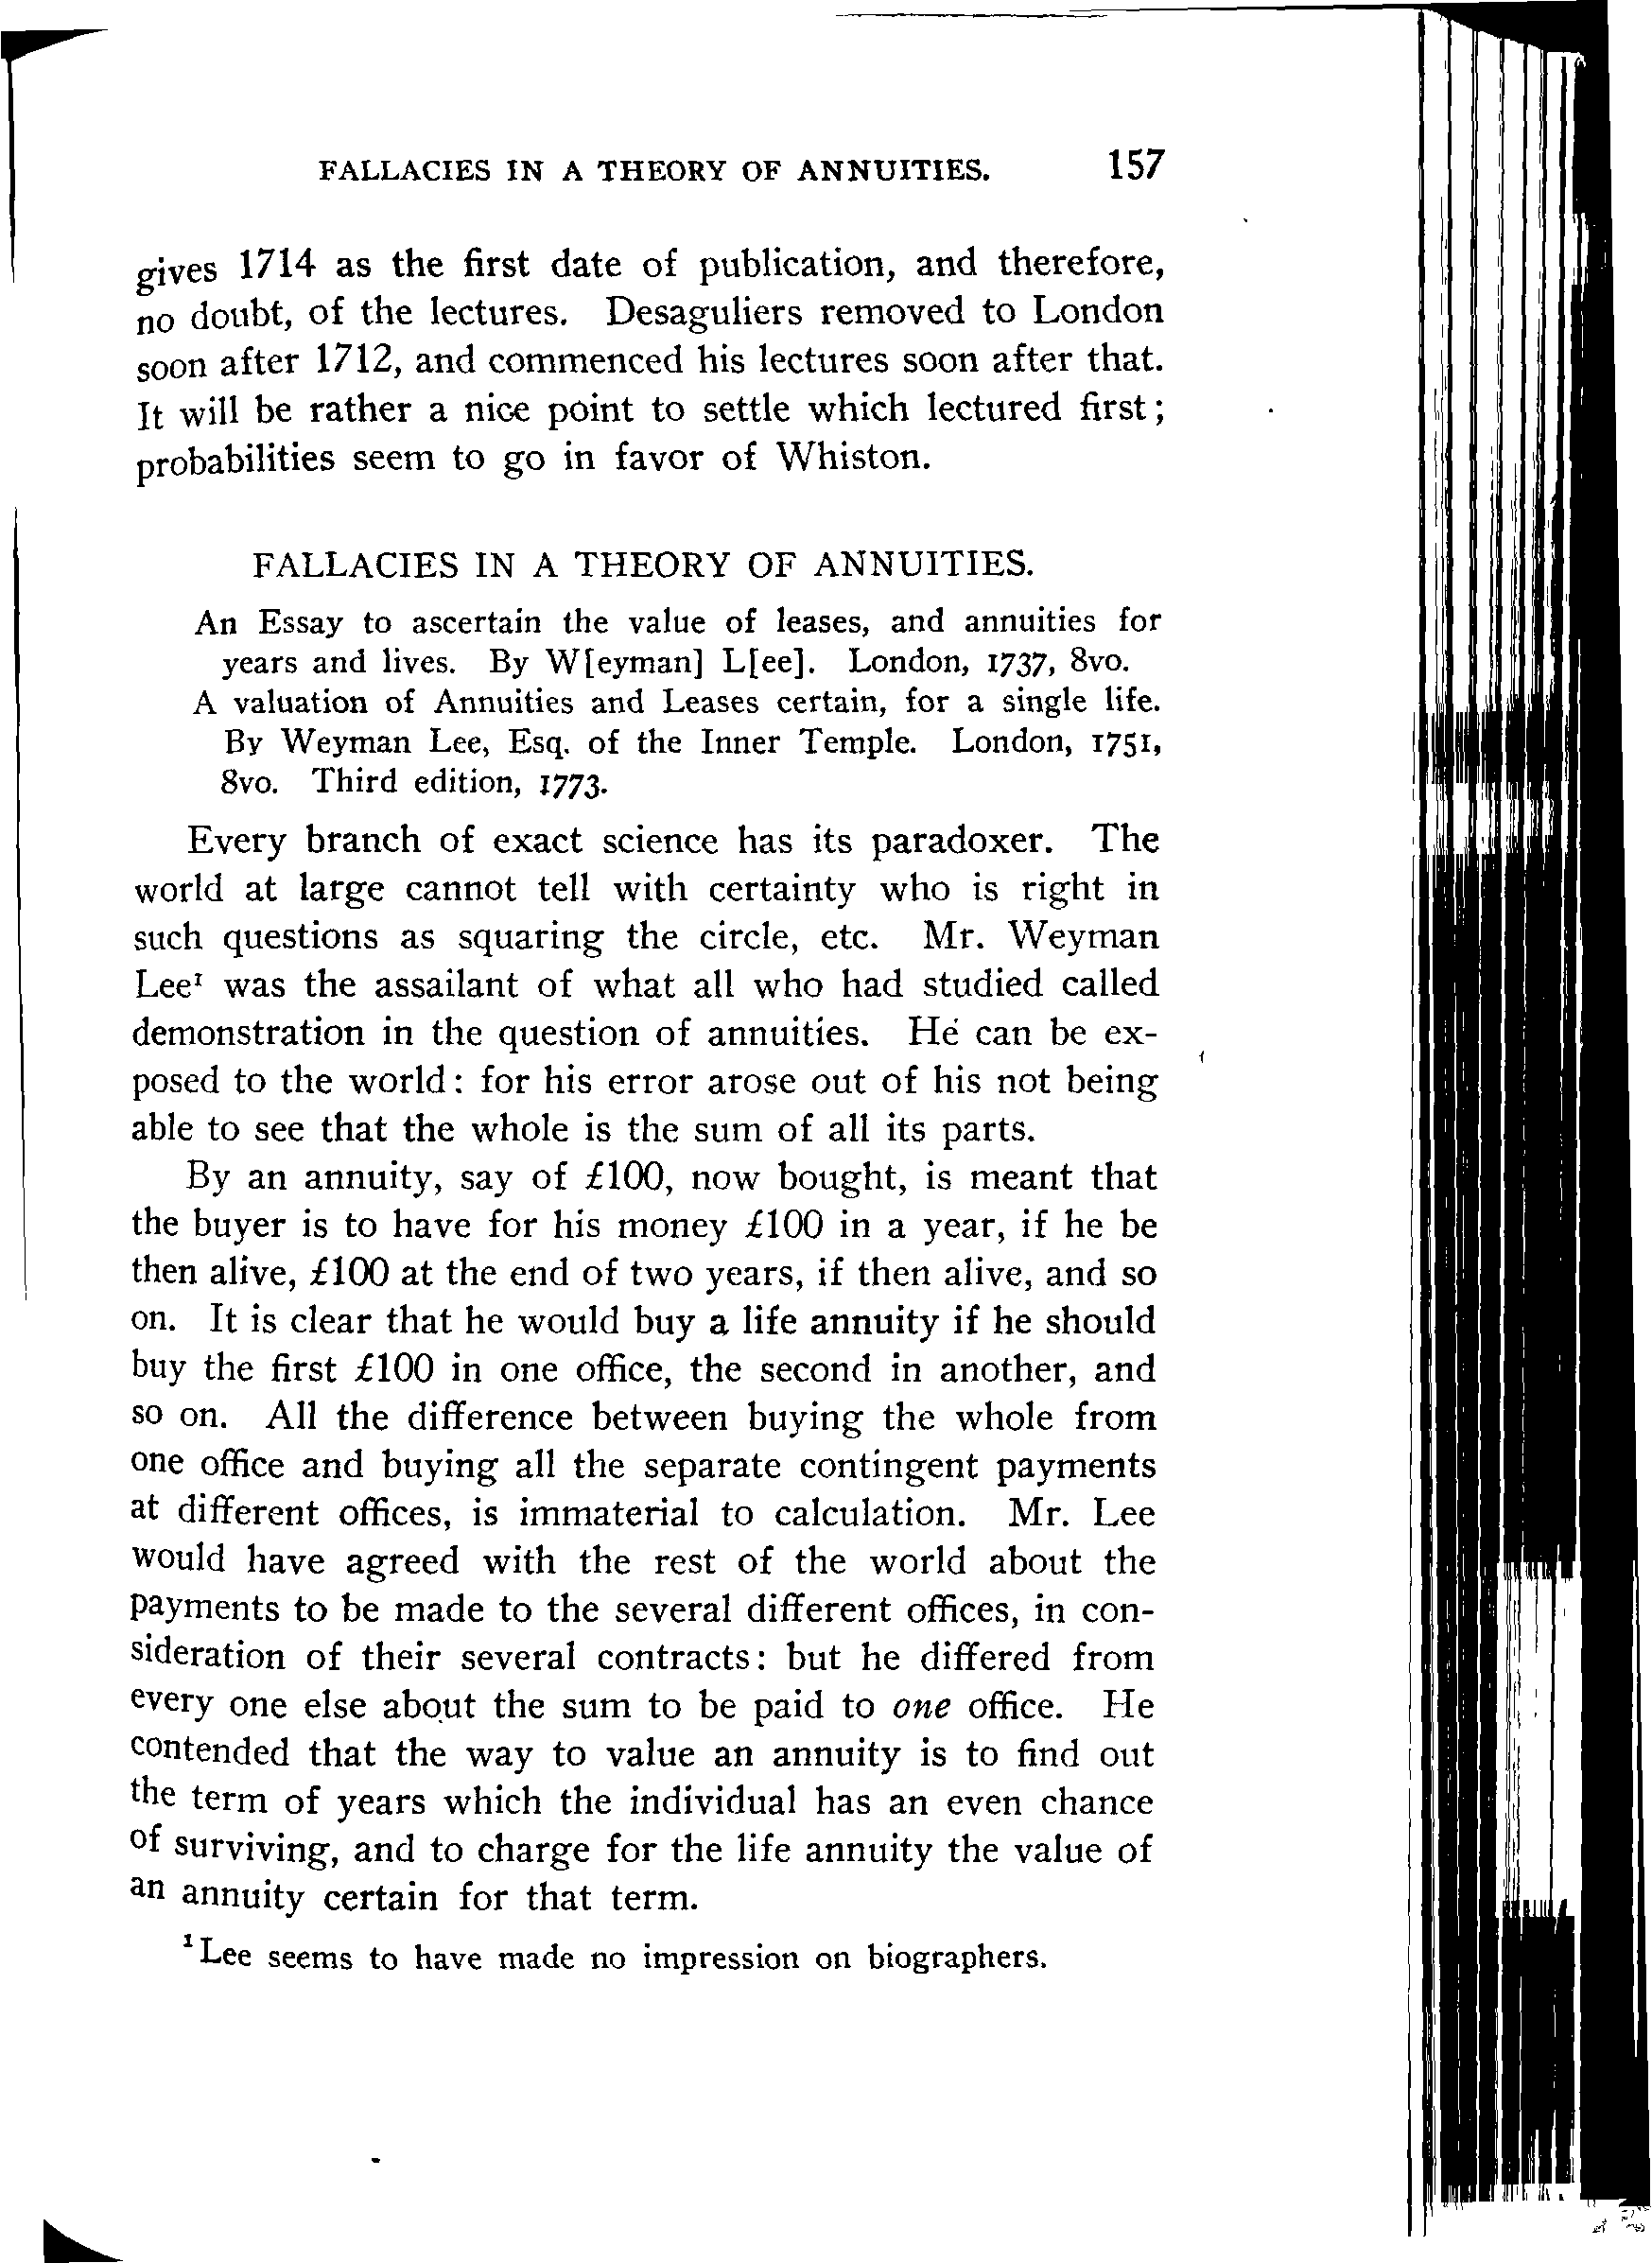 FALLACIES IN A THEORY OF ANNUITIES. 157
gives 1714 as the first date of publication, and therefore,
no doubt, of the lectures. Desaguliers removed to London
soon after 1712, and commenced his lectures soon after that.
It will be rather a nice point to settle which lectured first;
probabilities seem to go in favor of Whiston.
FALLACIES IN A THEORY OF ANNUITIES.
An Essay to ascertain the value of leases, and annuities for
years and lives. By W[eyman] L[ee]. London, 1737, 8vo.
A valuation of Annuities and Leases certain, for a single life.
By Weyman Lee, Esq. of the Inner Temple. London, 1751,
8vo. Third edition, 1773.
Every branch of exact science has its paradoxer. The
world at large cannot tell with certainty who is right in
such questions as squaring the circle, etc. Mr. Weyman
Lee¹ was the assailant of what all who had studied called
demonstration in the question of annuities. He can be ex-
posed to the world: for his error arose out of his not being
able to see that the whole is the sum of all its parts.
By an annuity, say of £100, now bought, is meant that
the buyer is to have for his money £100 in a year, if he be
then alive, £100 at the end of two years, if then alive, and so
on. It is clear that he would buy a life annuity if he should
buy the first £100 in one office, the second in another, and
so on. All the difference between buying the whole from
one office and buying all the separate contingent payments
at different offices, is immaterial to calculation. Mr. Lee
would have agreed with the rest of the world about the
payments to be made to the several different offices, in con-
sideration of their several contracts: but he differed from
every one else about the sum to be paid to one office. He
contended that the way to value an annuity is to find out
the term of years which the individual has an even chance
of surviving, and to charge for the life annuity the value of
an annuity certain for that term.
¹ Lee seems to have made no impression on biographers.